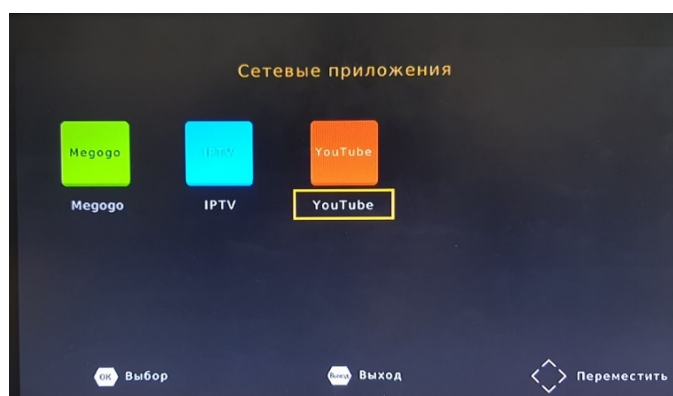 Сетевые приложения
Megogo IPTV YouTube
Megogo IPTV YouTube
OK Выбор Выход Выход Переместить